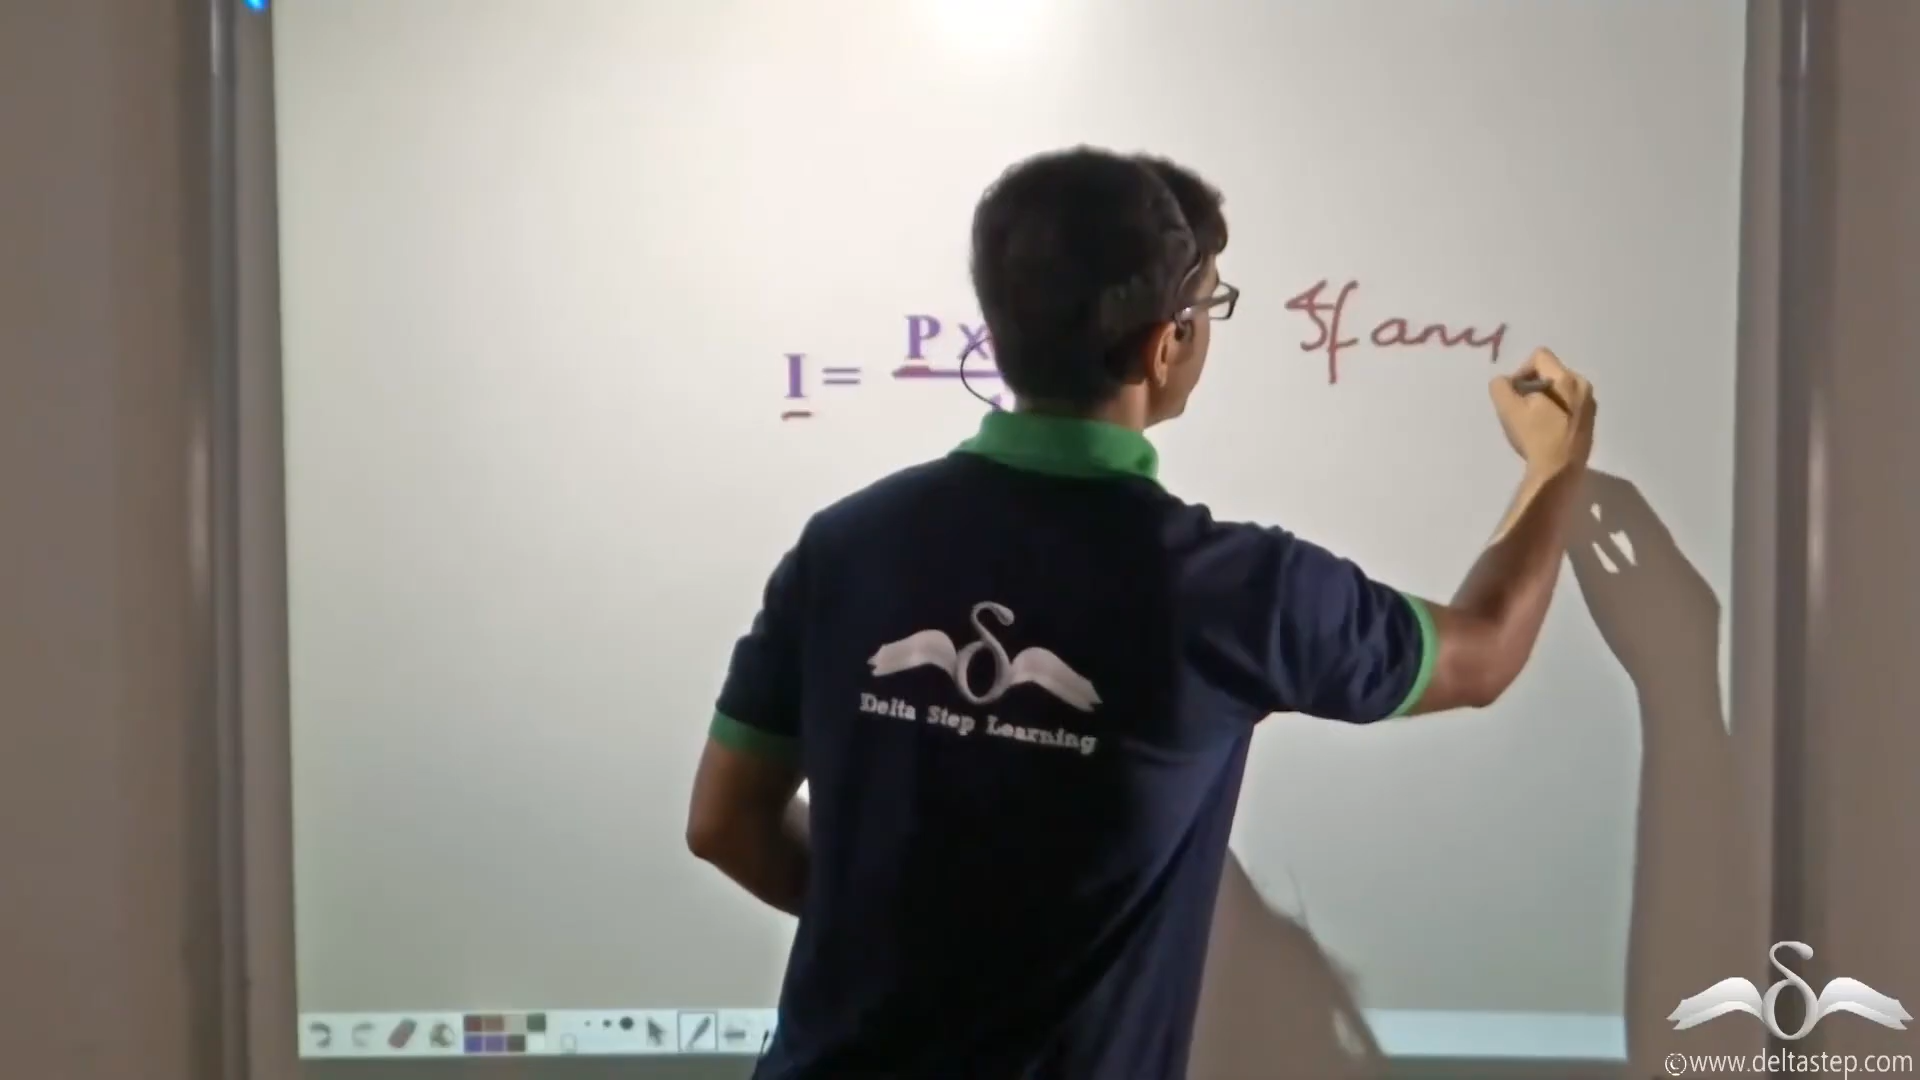 I = P x
If any
Delta Step Learning
©www.deltastep.com